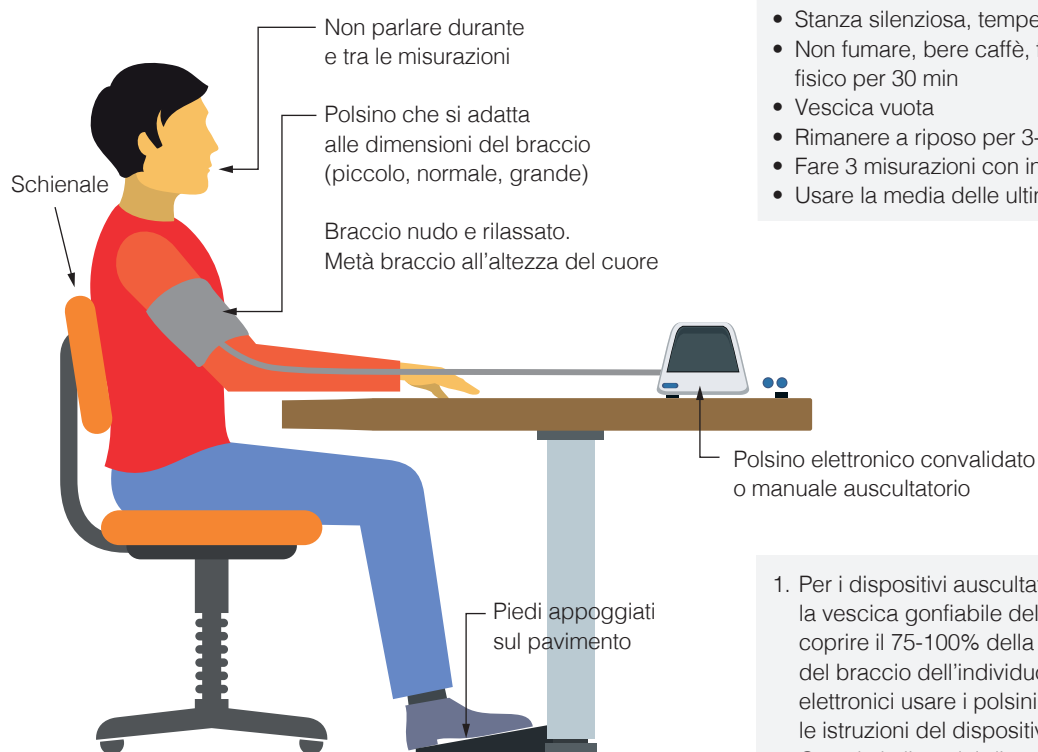 Non parlare durante
e tra le misurazioni
Polsino che si adatta
alle dimensioni del braccio
(piccolo, normale, grande)
Braccio nudo e rilassato.
Metà braccio all'altezza del cuore
Schienale
Polsino elettronico convalidato
o manuale auscultatorio
Piedi appoggiati
sul pavimento
• Stanza silenziosa,
• Non fumare, bere caffè,
fisico per 30 min
• Vescica vuota
• Rimanere a riposo per 3-
• Fare 3 misurazioni con
• Usare la media delle
1. Per i dispositivi
la vescica gonfiabile
coprire il 75-100% della
del braccio
elettronici usare i polsini
le istruzioni del